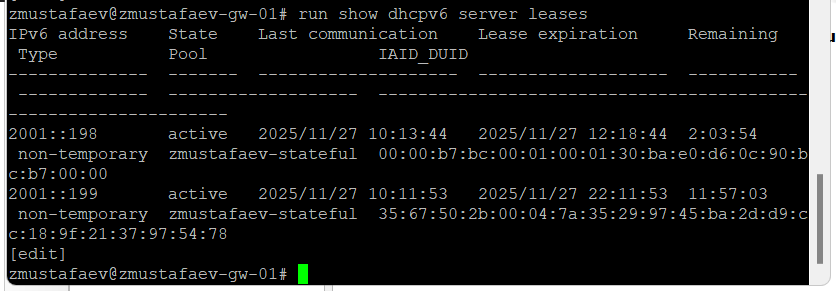 zmustafaev@zmustafaev-gw-01# run show dhcpv6 server leases
IPv6 address    State    Last communication    Lease expiration     Remaining
 Type           Pool                 IAID_DUID
--------------  -------  --------------------  -------------------  -----------
 -------------  -------------------  -------------------------------------------
----------------------
2001::198       active   2025/11/27 10:13:44   2025/11/27 12:18:44  2:03:54
 non-temporary  zmustafaev-stateful  00:00:b7:bc:00:01:00:01:30:ba:e0:d6:0c:90:b
c:b7:00:00
2001::199       active   2025/11/27 10:11:53   2025/11/27 22:11:53  11:57:03
 non-temporary  zmustafaev-stateful  35:67:50:2b:00:04:7a:35:29:97:45:ba:2d:d9:c
c:18:9f:21:37:97:54:78
[edit]
zmustafaev@zmustafaev-gw-01#